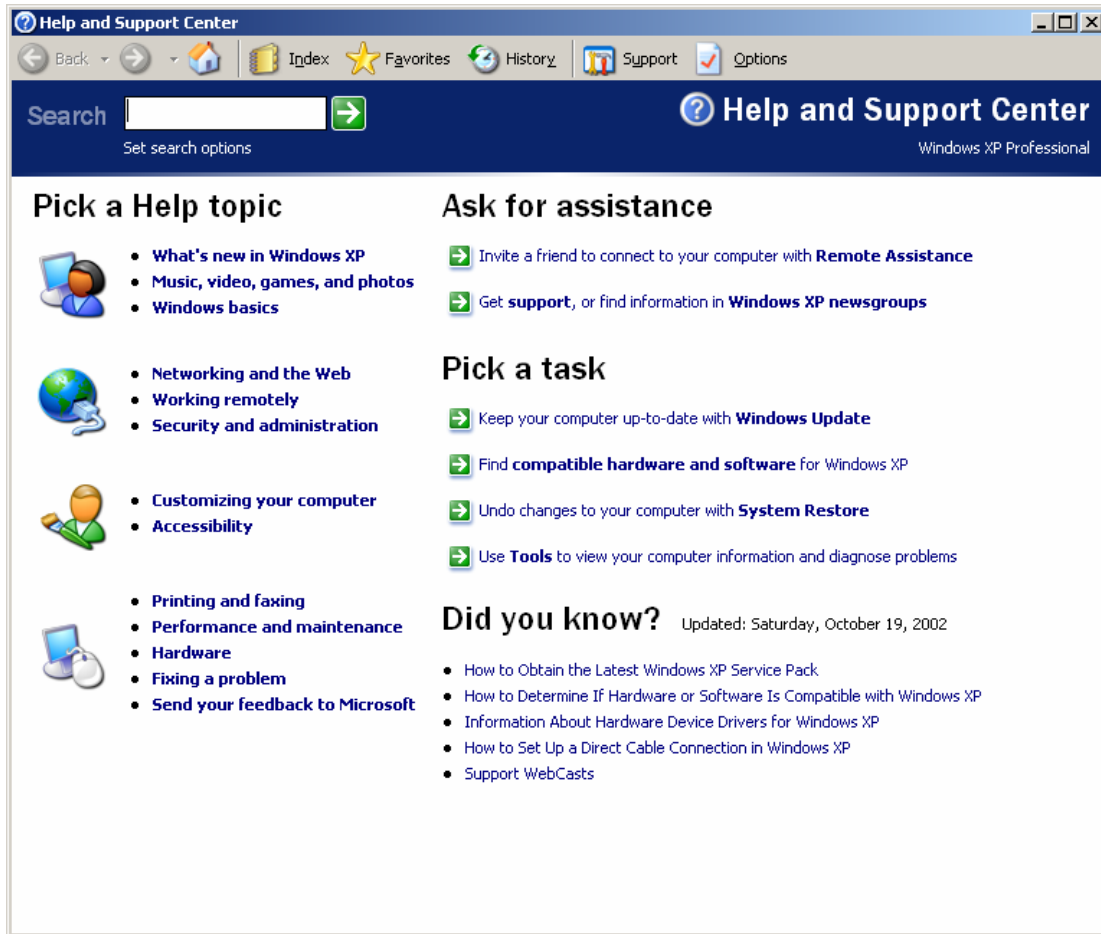 Help and Support Center
Back Index Favorites History Support Options
Search
Help and Support Center
Set search options
Windows XP Professional
Pick a Help topic
What's new in Windows XP
Music, video, games, and photos
Windows basics
Networking and the Web
Working remotely
Security and administration
Customizing your computer
Accessibility
Printing and faxing
Performance and maintenance
Hardware
Fixing a problem
Send your feedback to Microsoft
Ask for assistance
Invite a friend to connect to your computer with Remote Assistance
Get support, or find information in Windows XP newsgroups
Pick a task
Keep your computer up-to-date with Windows Update
Find compatible hardware and software for Windows XP
Undo changes to your computer with System Restore
Use Tools to view your computer information and diagnose problems
Did you know? Updated: Saturday, October 19, 2002
How to Obtain the Latest Windows XP Service Pack
How to Determine If Hardware or Software Is Compatible with Windows XP
Information About Hardware Device Drivers for Windows XP
How to Set Up a Direct Cable Connection in Windows XP
Support WebCasts